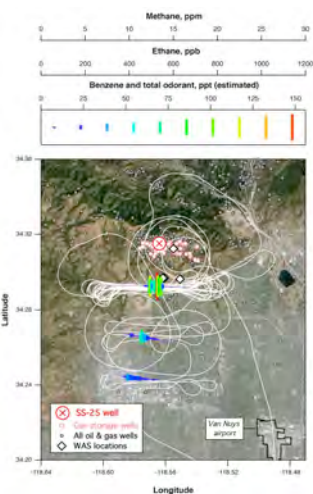 Methane, ppm
0 5 10 15 20 25 30
Ethane, ppb
0 200 400 600 800 1000 1200
Benzene and total odorant, ppt (estimated)
0 25 50 75 100 125 150
34.36
34.32
34.28
34.24
34.20
Latitude
SS-25 well
Gas storage wells
All oil & gas wells
WAS locations
Van Nuys
airport
-118.64 -118.60 -118.56 -118.52 -118.48
Longitude